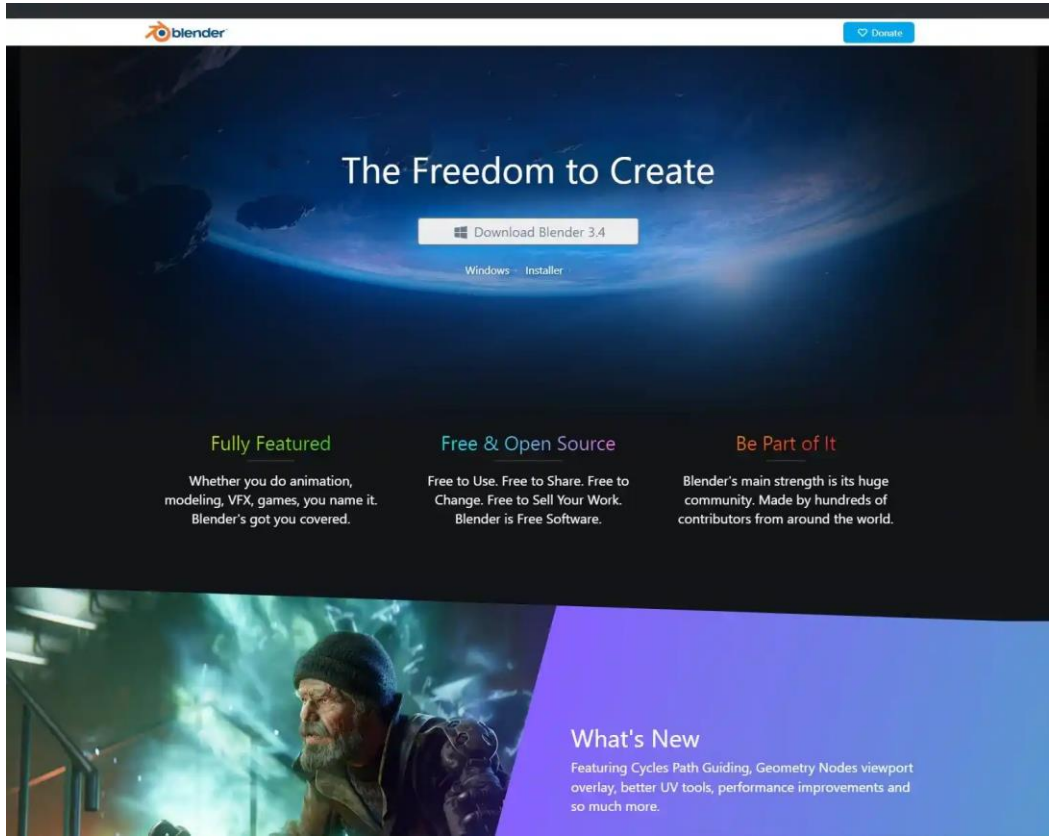 blender
Donate
The Freedom to Create
Download Blender 3.4
Windows · Installer
Fully Featured
Whether you do animation,
modeling, VFX, games, you name it.
Blender's got you covered.
Free & Open Source
Free to Use. Free to Share. Free to
Change. Free to Sell Your Work.
Blender is Free Software.
Be Part of It
Blender's main strength is its huge
community. Made by hundreds of
contributors from around the world.
What's New
Featuring Cycles Path Guiding, Geometry Nodes viewport
overlay, better UV tools, performance improvements and
so much more.